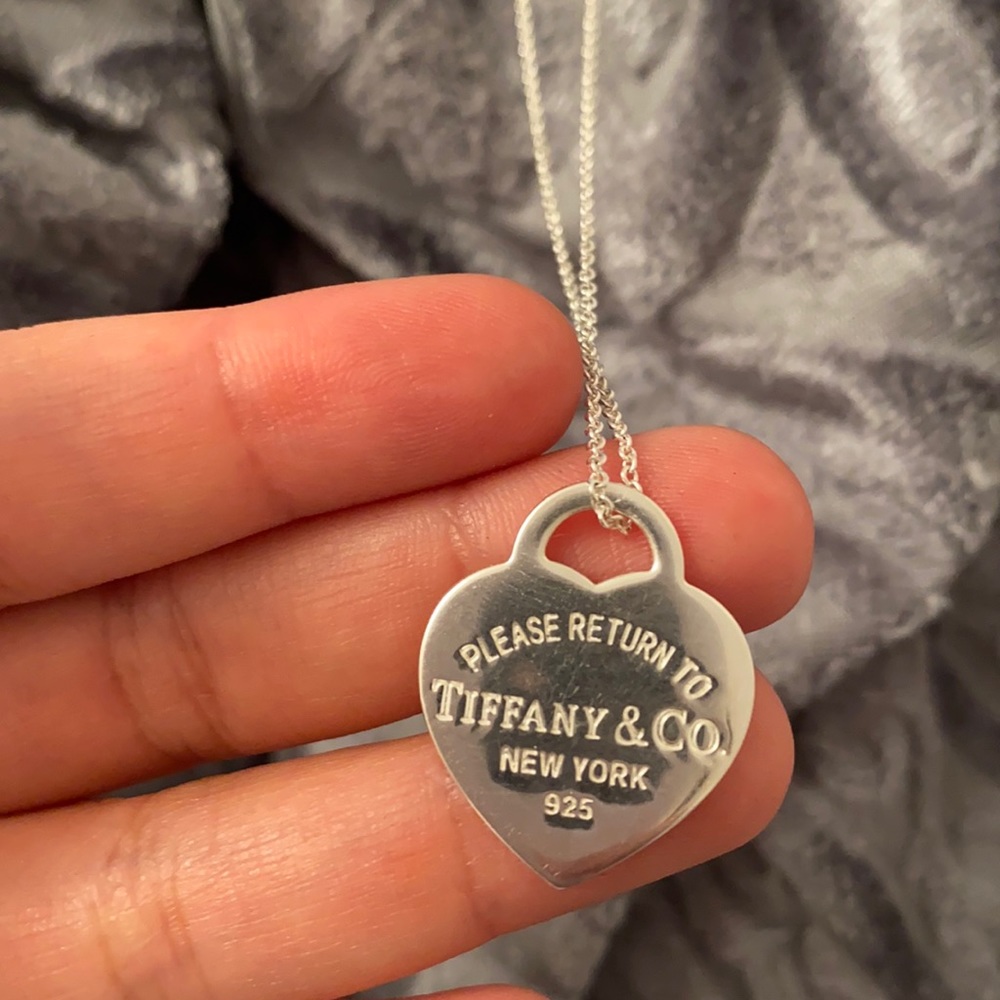 PLEASE RETURN TO
TIFFANY & CO.
NEW YORK
925